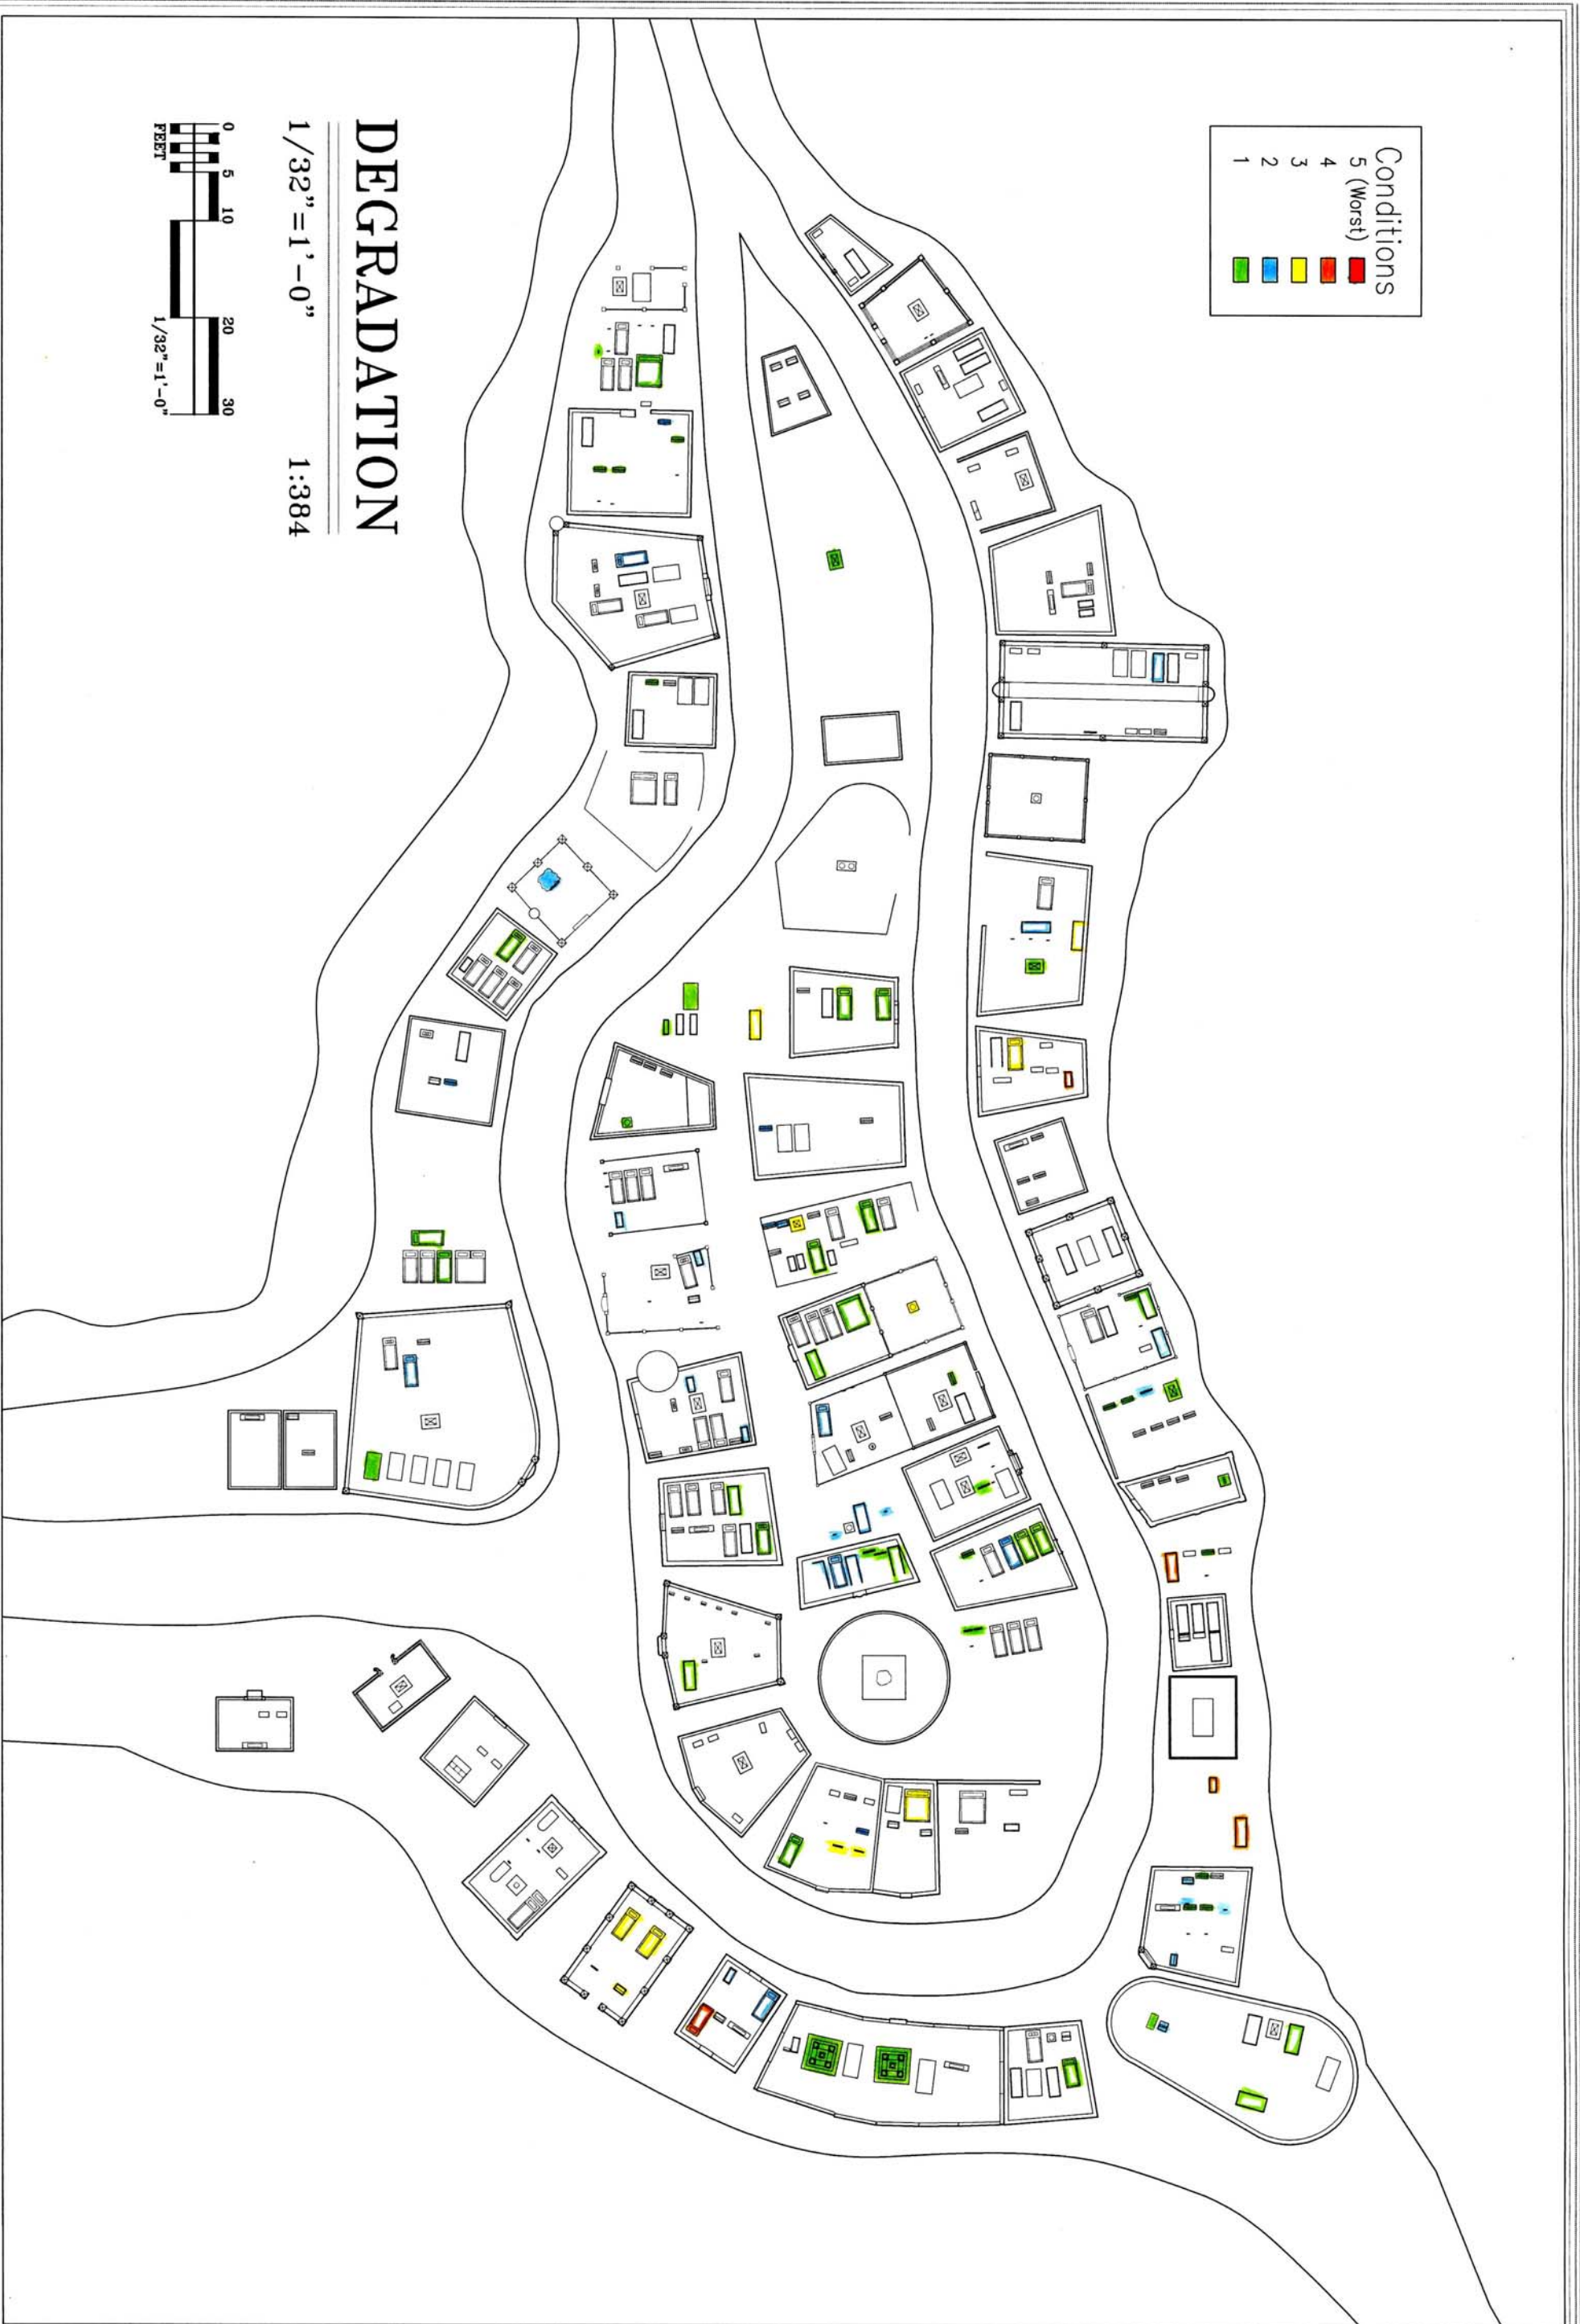 Conditions
5 (Worst)
4
3
2
1
DEGRADATION
1/32"=1'-0" 1:384
0 5 10 20 30
FEET
1/32"=1'-0"